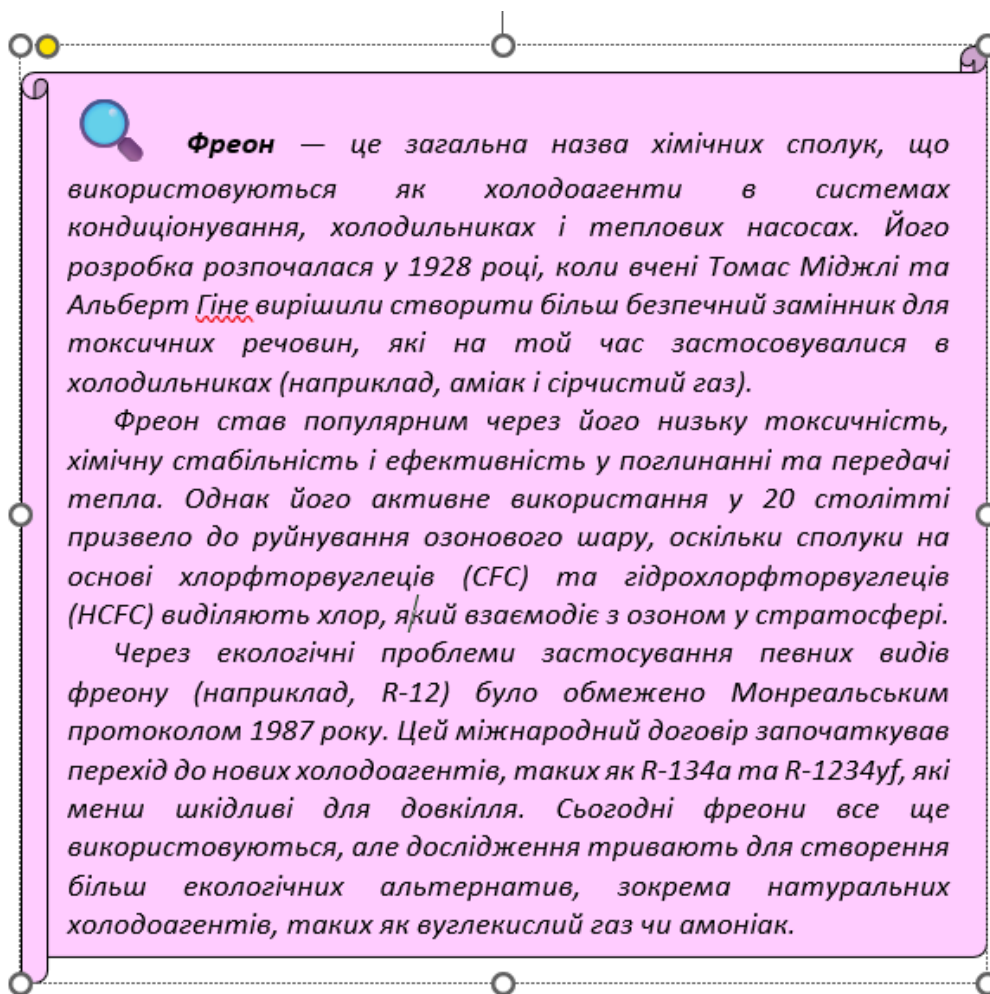 Фреон — це загальна назва хімічних сполук, що
використовуються як холодоагенти в системах
кондиціонування, холодильниках і теплових насосах. Його
розробка розпочалася у 1928 році, коли вчені Томас Міджлі та
Альберт Гіне вирішили створити більш безпечний замінник для
токсичних речовин, які на той час застосовувалися в
холодильниках (наприклад, аміак і сірчистий газ).
Фреон став популярним через його низьку токсичність,
хімічну стабільність і ефективність у поглинанні та передачі
тепла. Однак його активне використання у 20 столітті
призвело до руйнування озонового шару, оскільки сполуки на
основі хлорфторвуглеців (CFC) та гідрохлорфторвуглеців
(HCFC) виділяють хлор, який взаємодіє з озоном у стратосфері.
Через екологічні проблеми застосування певних видів
фреону (наприклад, R-12) було обмежено Монреальським
протоколом 1987 року. Цей міжнародний договір започаткував
перехід до нових холодоагентів, таких як R-134a та R-1234yf, які
менш шкідливі для довкілля. Сьогодні фреони все ще
використовуються, але дослідження тривають для створення
більш екологічних альтернатив, зокрема натуральних
холодоагентів, таких як вуглекислий газ чи амоніак.